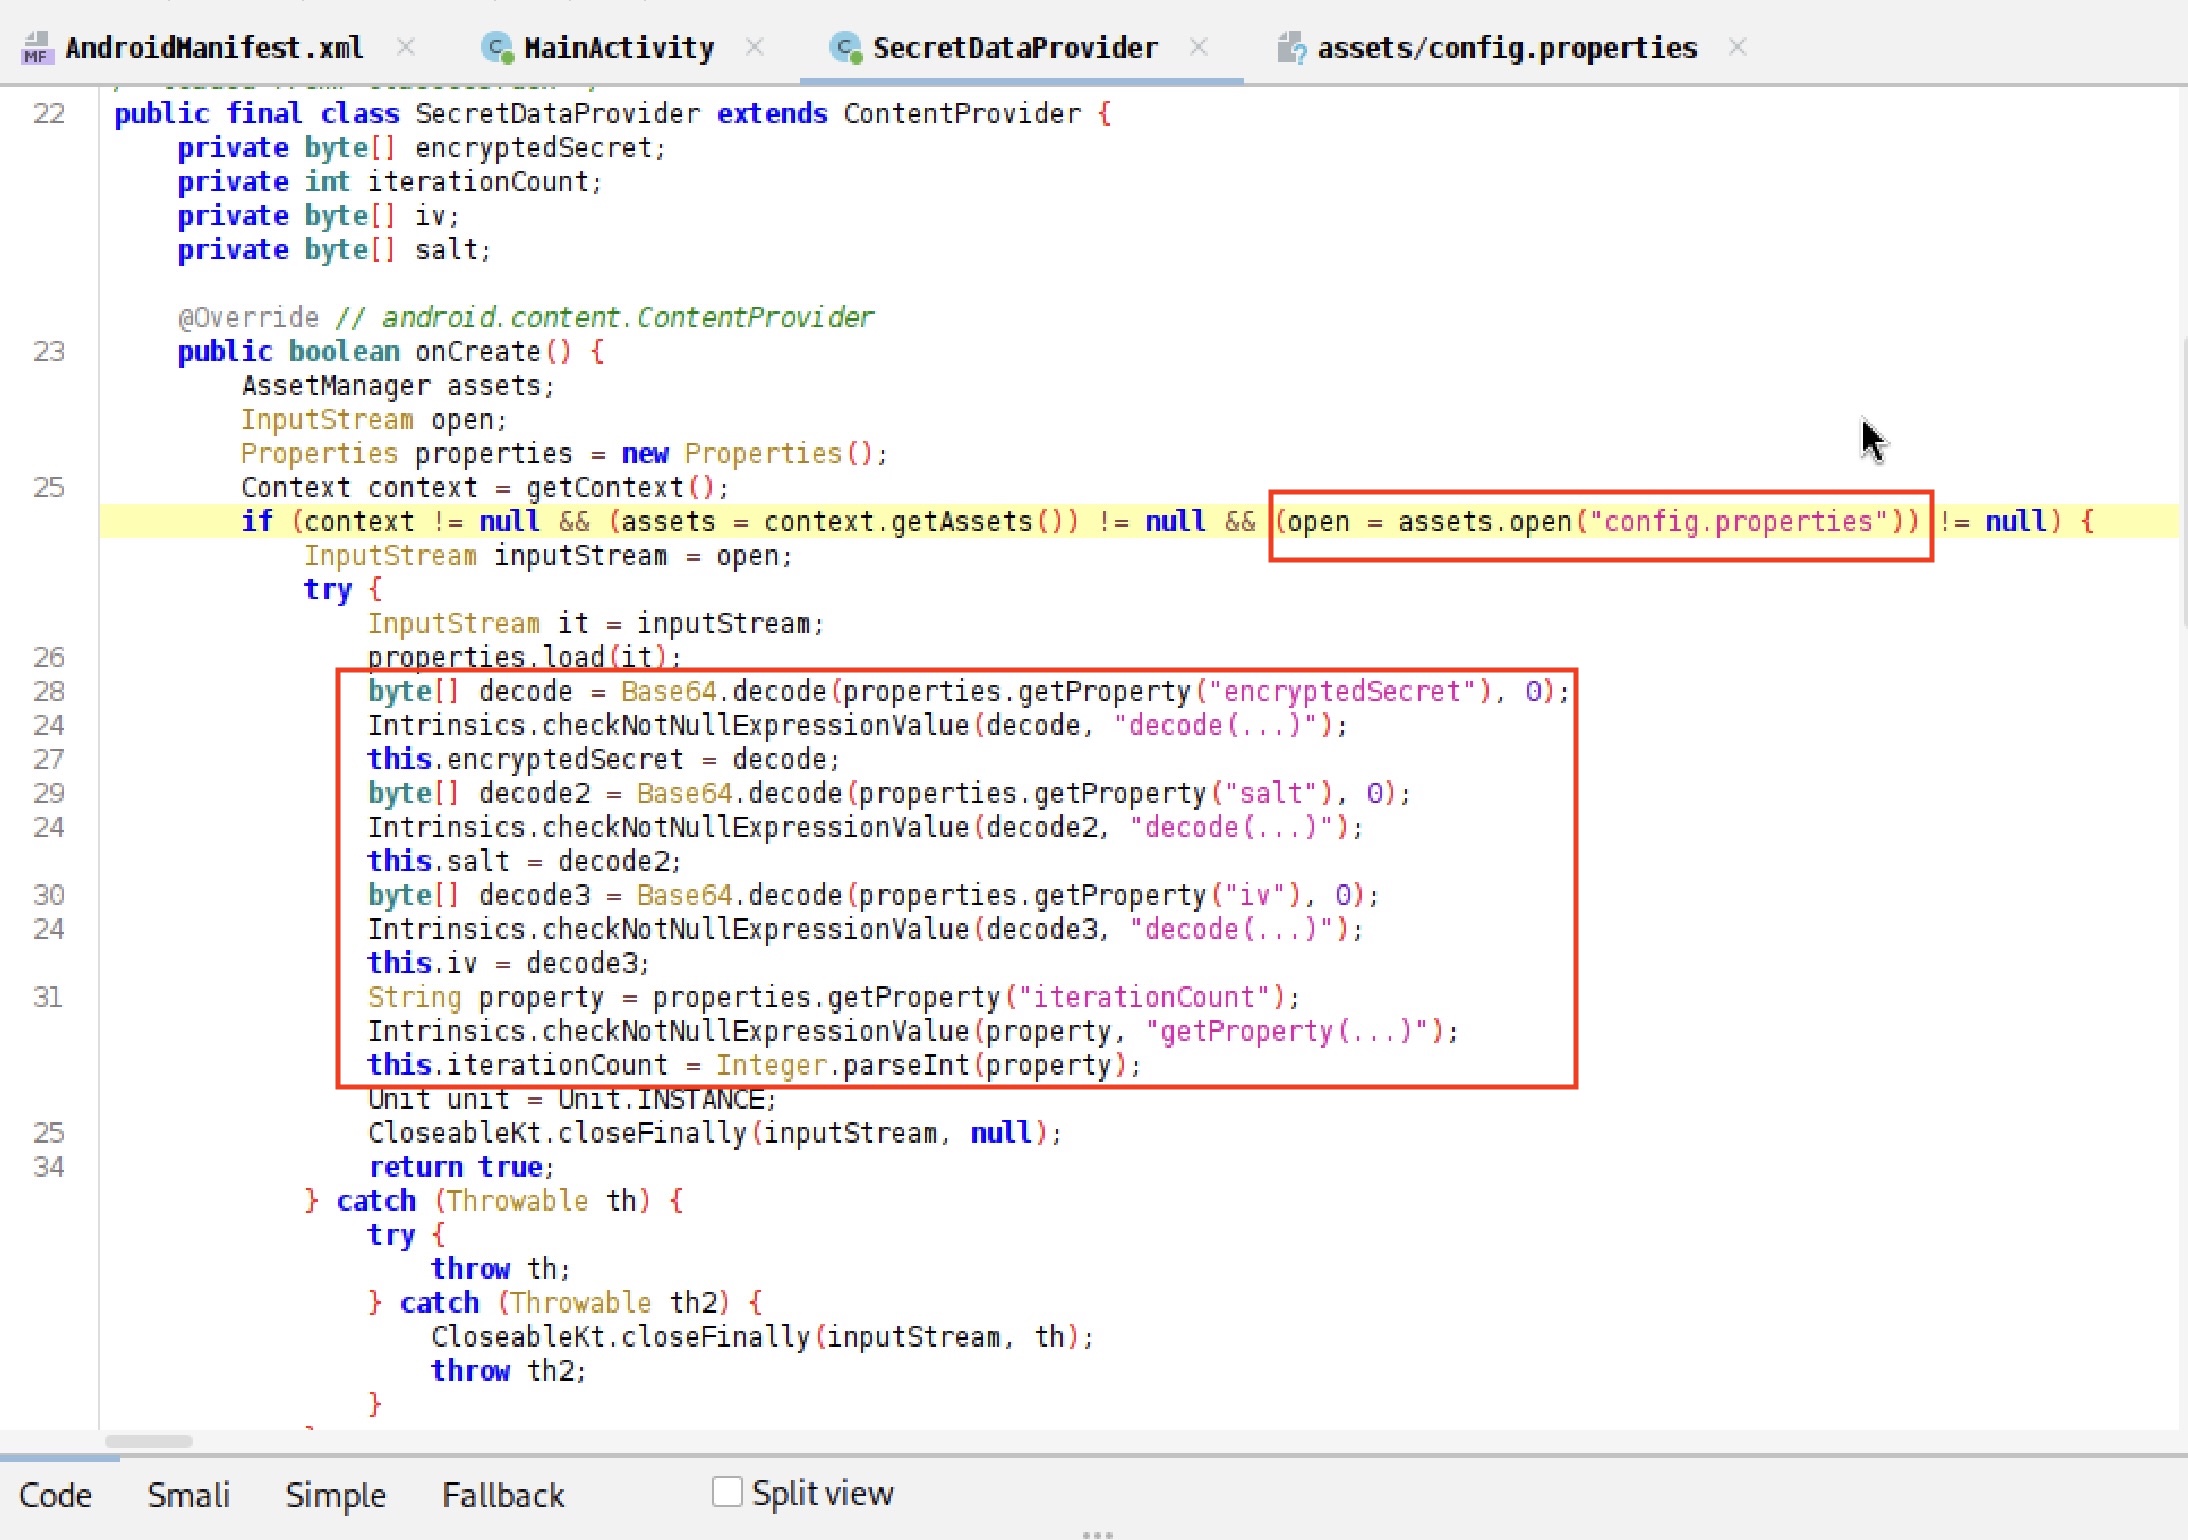 AndroidManifest.xml MainActivity SecretDataProvider assets/config.properties
22 public final class SecretDataProvider extends ContentProvider {
private byte[] encryptedSecret;
private int iterationCount;
private byte[] iv;
private byte[] salt;
@Override // android.content.ContentProvider
23 public boolean onCreate() {
AssetManager assets;
InputStream open;
Properties properties = new Properties();
25 Context context = getContext();
if (context != null && (assets = context.getAssets()) != null && (open = assets.open("config.properties")) != null) {
InputStream inputStream = open;
try {
InputStream it = inputStream;
26 properties.load(it);
28 byte[] decode = Base64.decode(properties.getProperty("encryptedSecret"), 0);
24 Intrinsics.checkNotNullExpressionValue(decode, "decode(...)");
27 this.encryptedSecret = decode;
29 byte[] decode2 = Base64.decode(properties.getProperty("salt"), 0);
24 Intrinsics.checkNotNullExpressionValue(decode2, "decode(...)");
this.salt = decode2;
30 byte[] decode3 = Base64.decode(properties.getProperty("iv"), 0);
24 Intrinsics.checkNotNullExpressionValue(decode3, "decode(...)");
this.iv = decode3;
31 String property = properties.getProperty("iterationCount");
Intrinsics.checkNotNullExpressionValue(property, "getProperty(...)");
this.iterationCount = Integer.parseInt(property);
Unit unit = Unit.INSTANCE;
25 CloseableKt.closeFinally(inputStream, null);
34 return true;
} catch (Throwable th) {
try {
throw th;
} catch (Throwable th2) {
CloseableKt.closeFinally(inputStream, th);
throw th2;
}
Code Smali Simple Fallback Split view